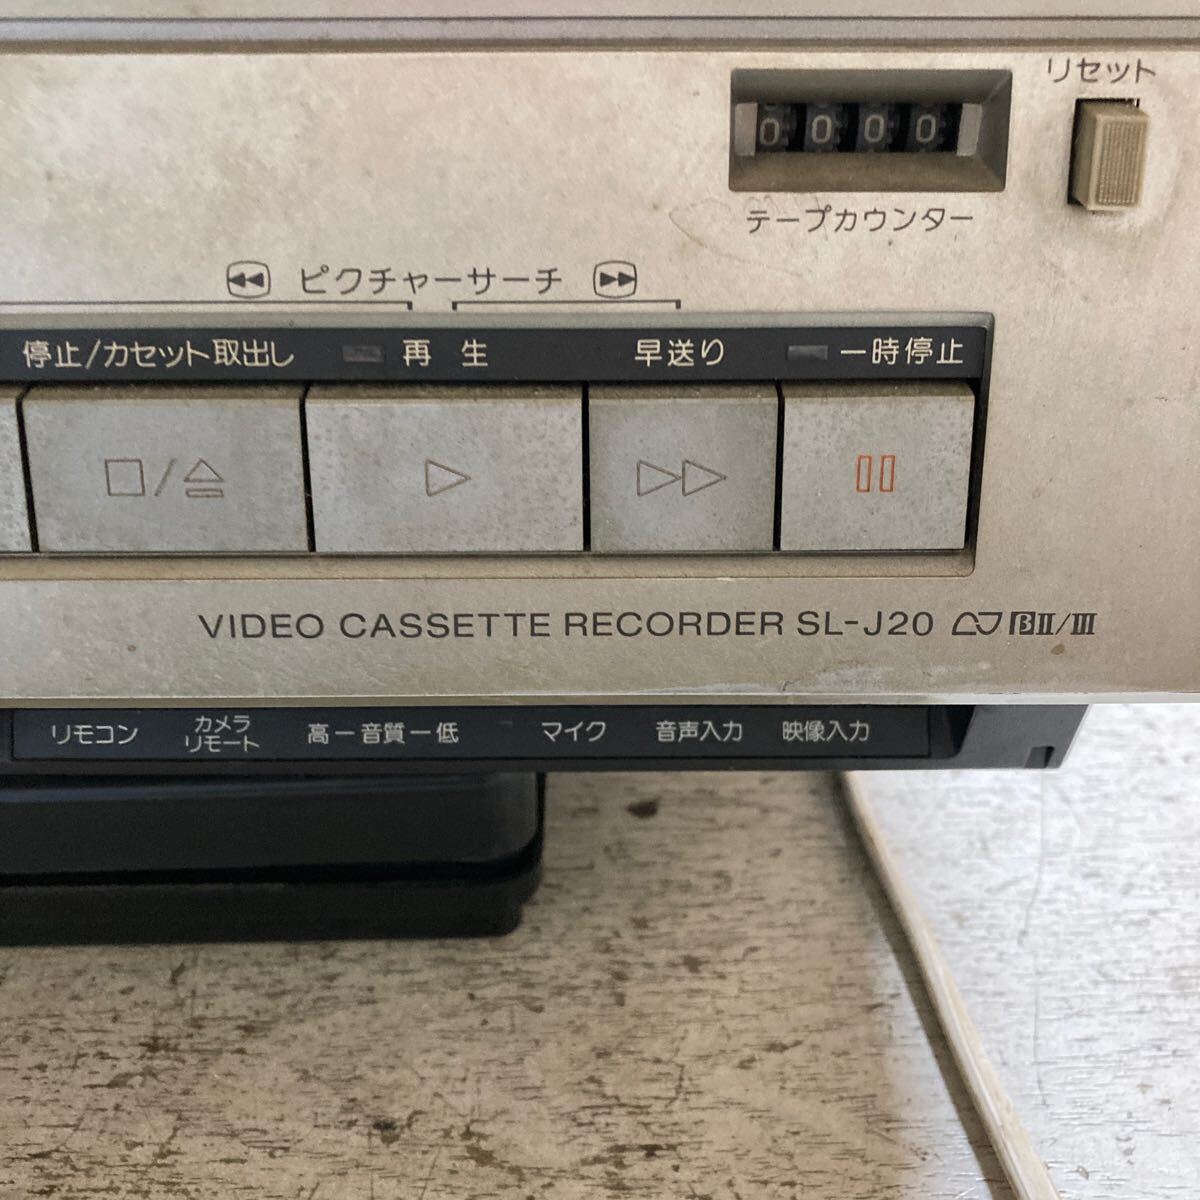 リセット
0000
テープカウンター
ピクチャーサーチ
停止/カセット取出し 再生 早送り 一時停止
VIDEO CASSETTE RECORDER SL-J20 βII/III
リモコン カメラリモート 高-音質-低 マイク 音声入力 映像入力